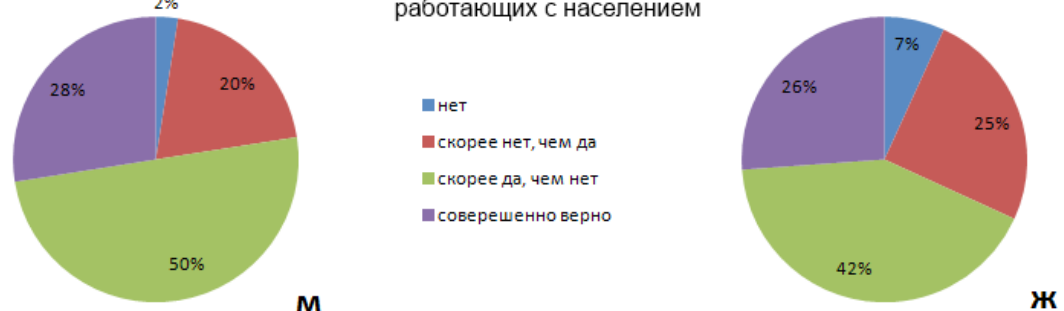 2%
работающих с населением
28%
20%
50%
М
нет
скорее нет, чем да
скорее да, чем нет
соверешенно верно
7%
26%
25%
42%
Ж